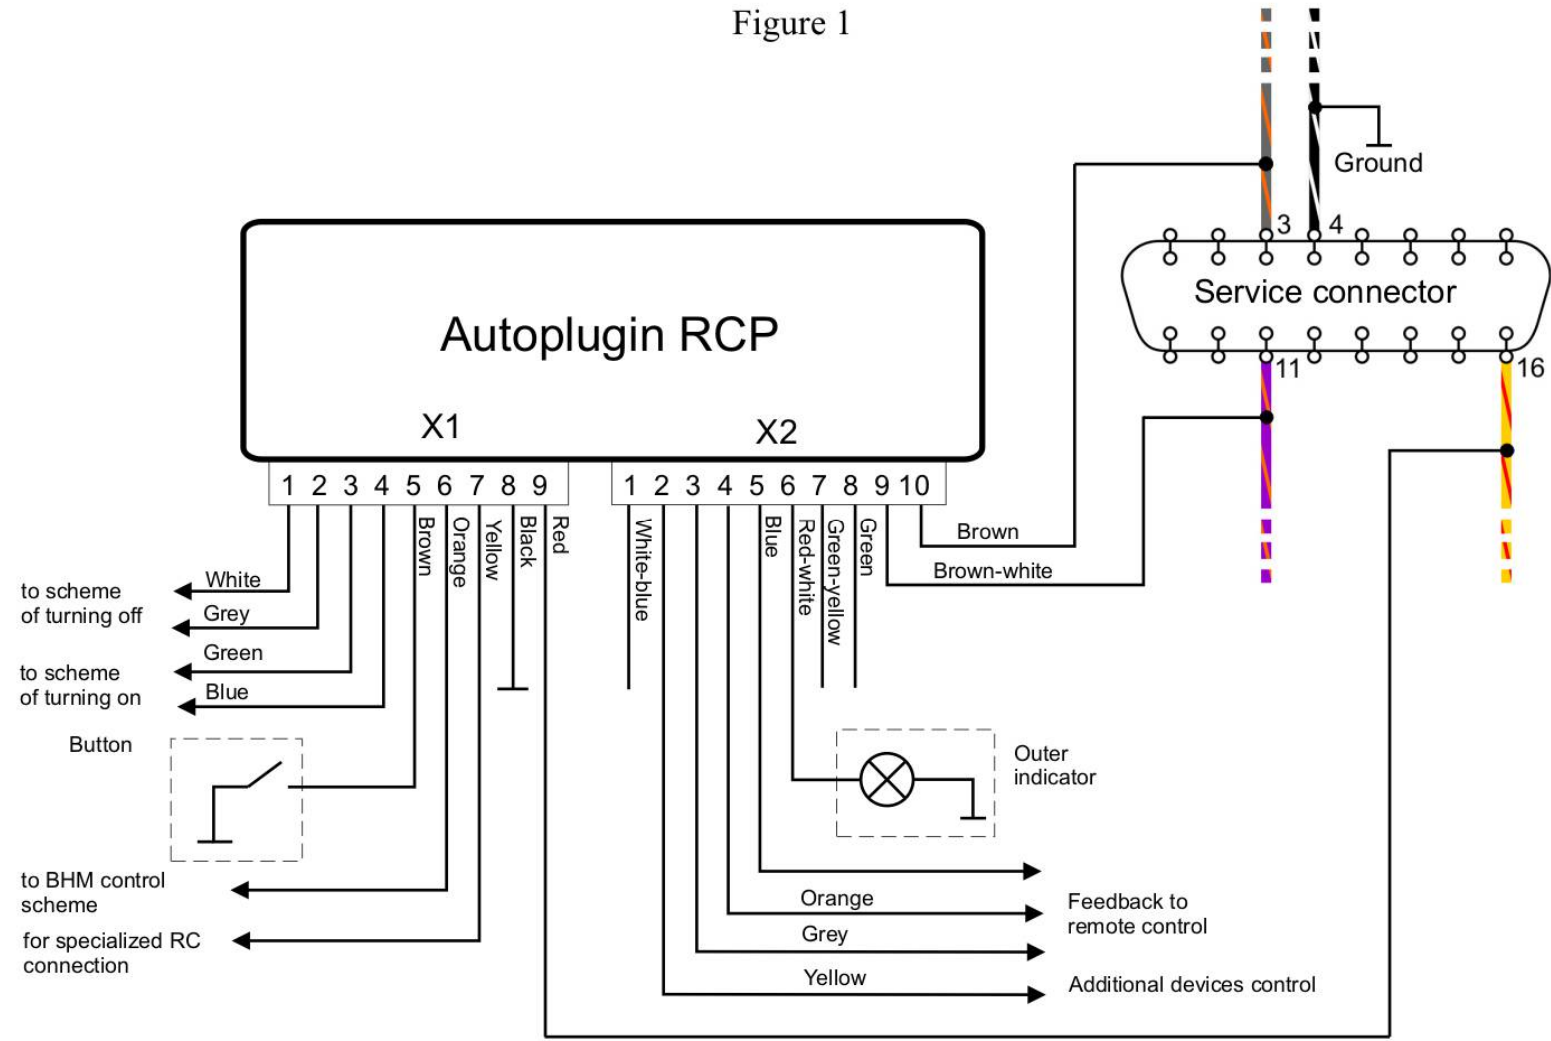 Figure 1
Ground
3 4
Service connector
11 16
Autoplugin RCP
X1 X2
1 2 3 4 5 6 7 8 9
1 2 3 4 5 6 7 8 9 10
Brown
Orange
Yellow
Black
Red
White-blue
Blue
Red-white
Green-yellow
Green
Brown
Brown-white
to scheme
of turning off
White
Grey
to scheme
of turning on
Green
Blue
Button
Outer
indicator
to BHM control
scheme
for specialized RC
connection
Orange
Grey
Yellow
Feedback to
remote control
Additional devices control